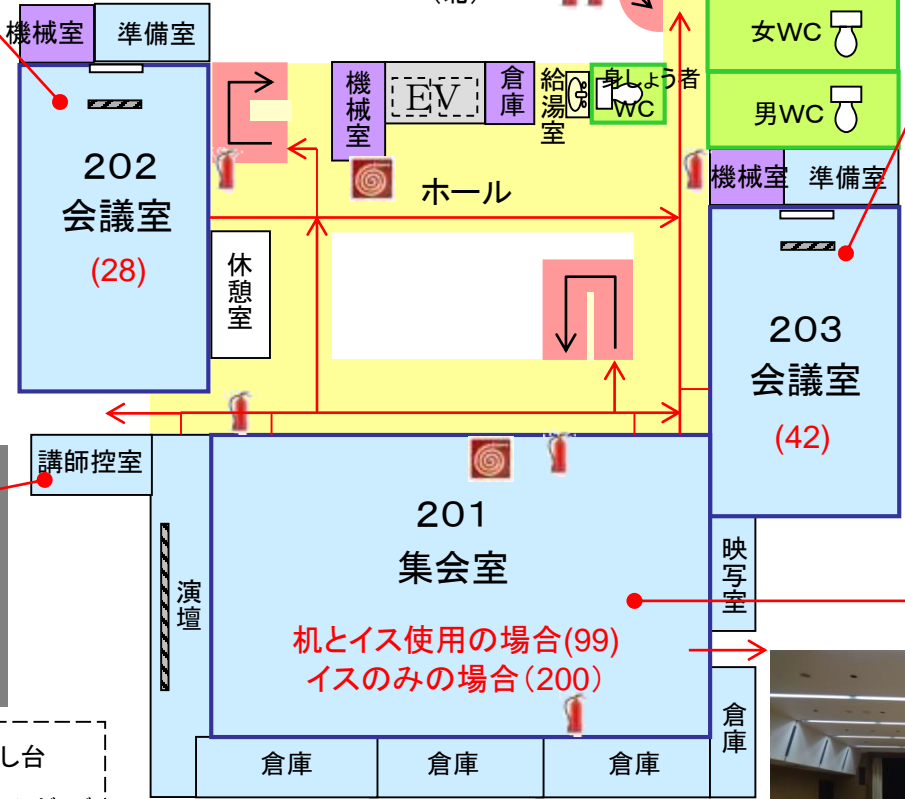 (北)
機械室
準備室
女WC
男WC
機械室
EV
倉庫
給湯室
身しょう者
WC
機械室
準備室
202
会議室
(28)
ホール
休憩室
203
会議室
(42)
講師控室
201
集会室
机とイス使用の場合(99)
イスのみの場合(200)
演壇
映写室
倉庫
倉庫
倉庫
倉庫
し台